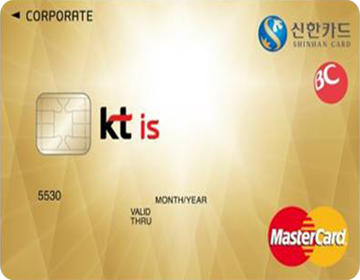 CORPORATE
신한카드
SHINHAN CARD
BC
kt is
5530
MONTH/YEAR
VALID
THRU
MasterCard